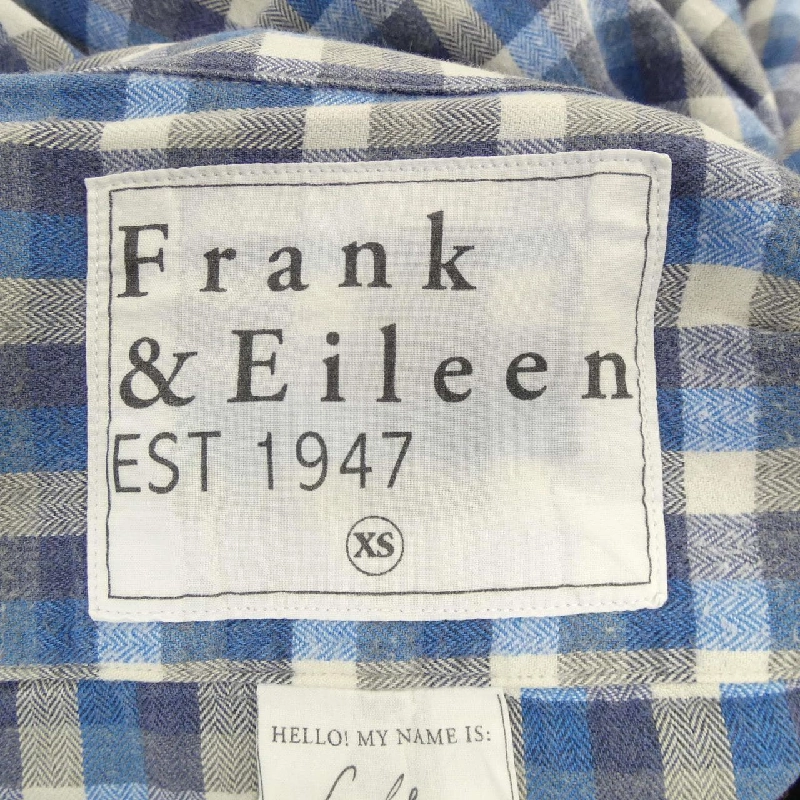 Frank
& Eileen
EST 1947
XS
HELLO! MY NAME IS: